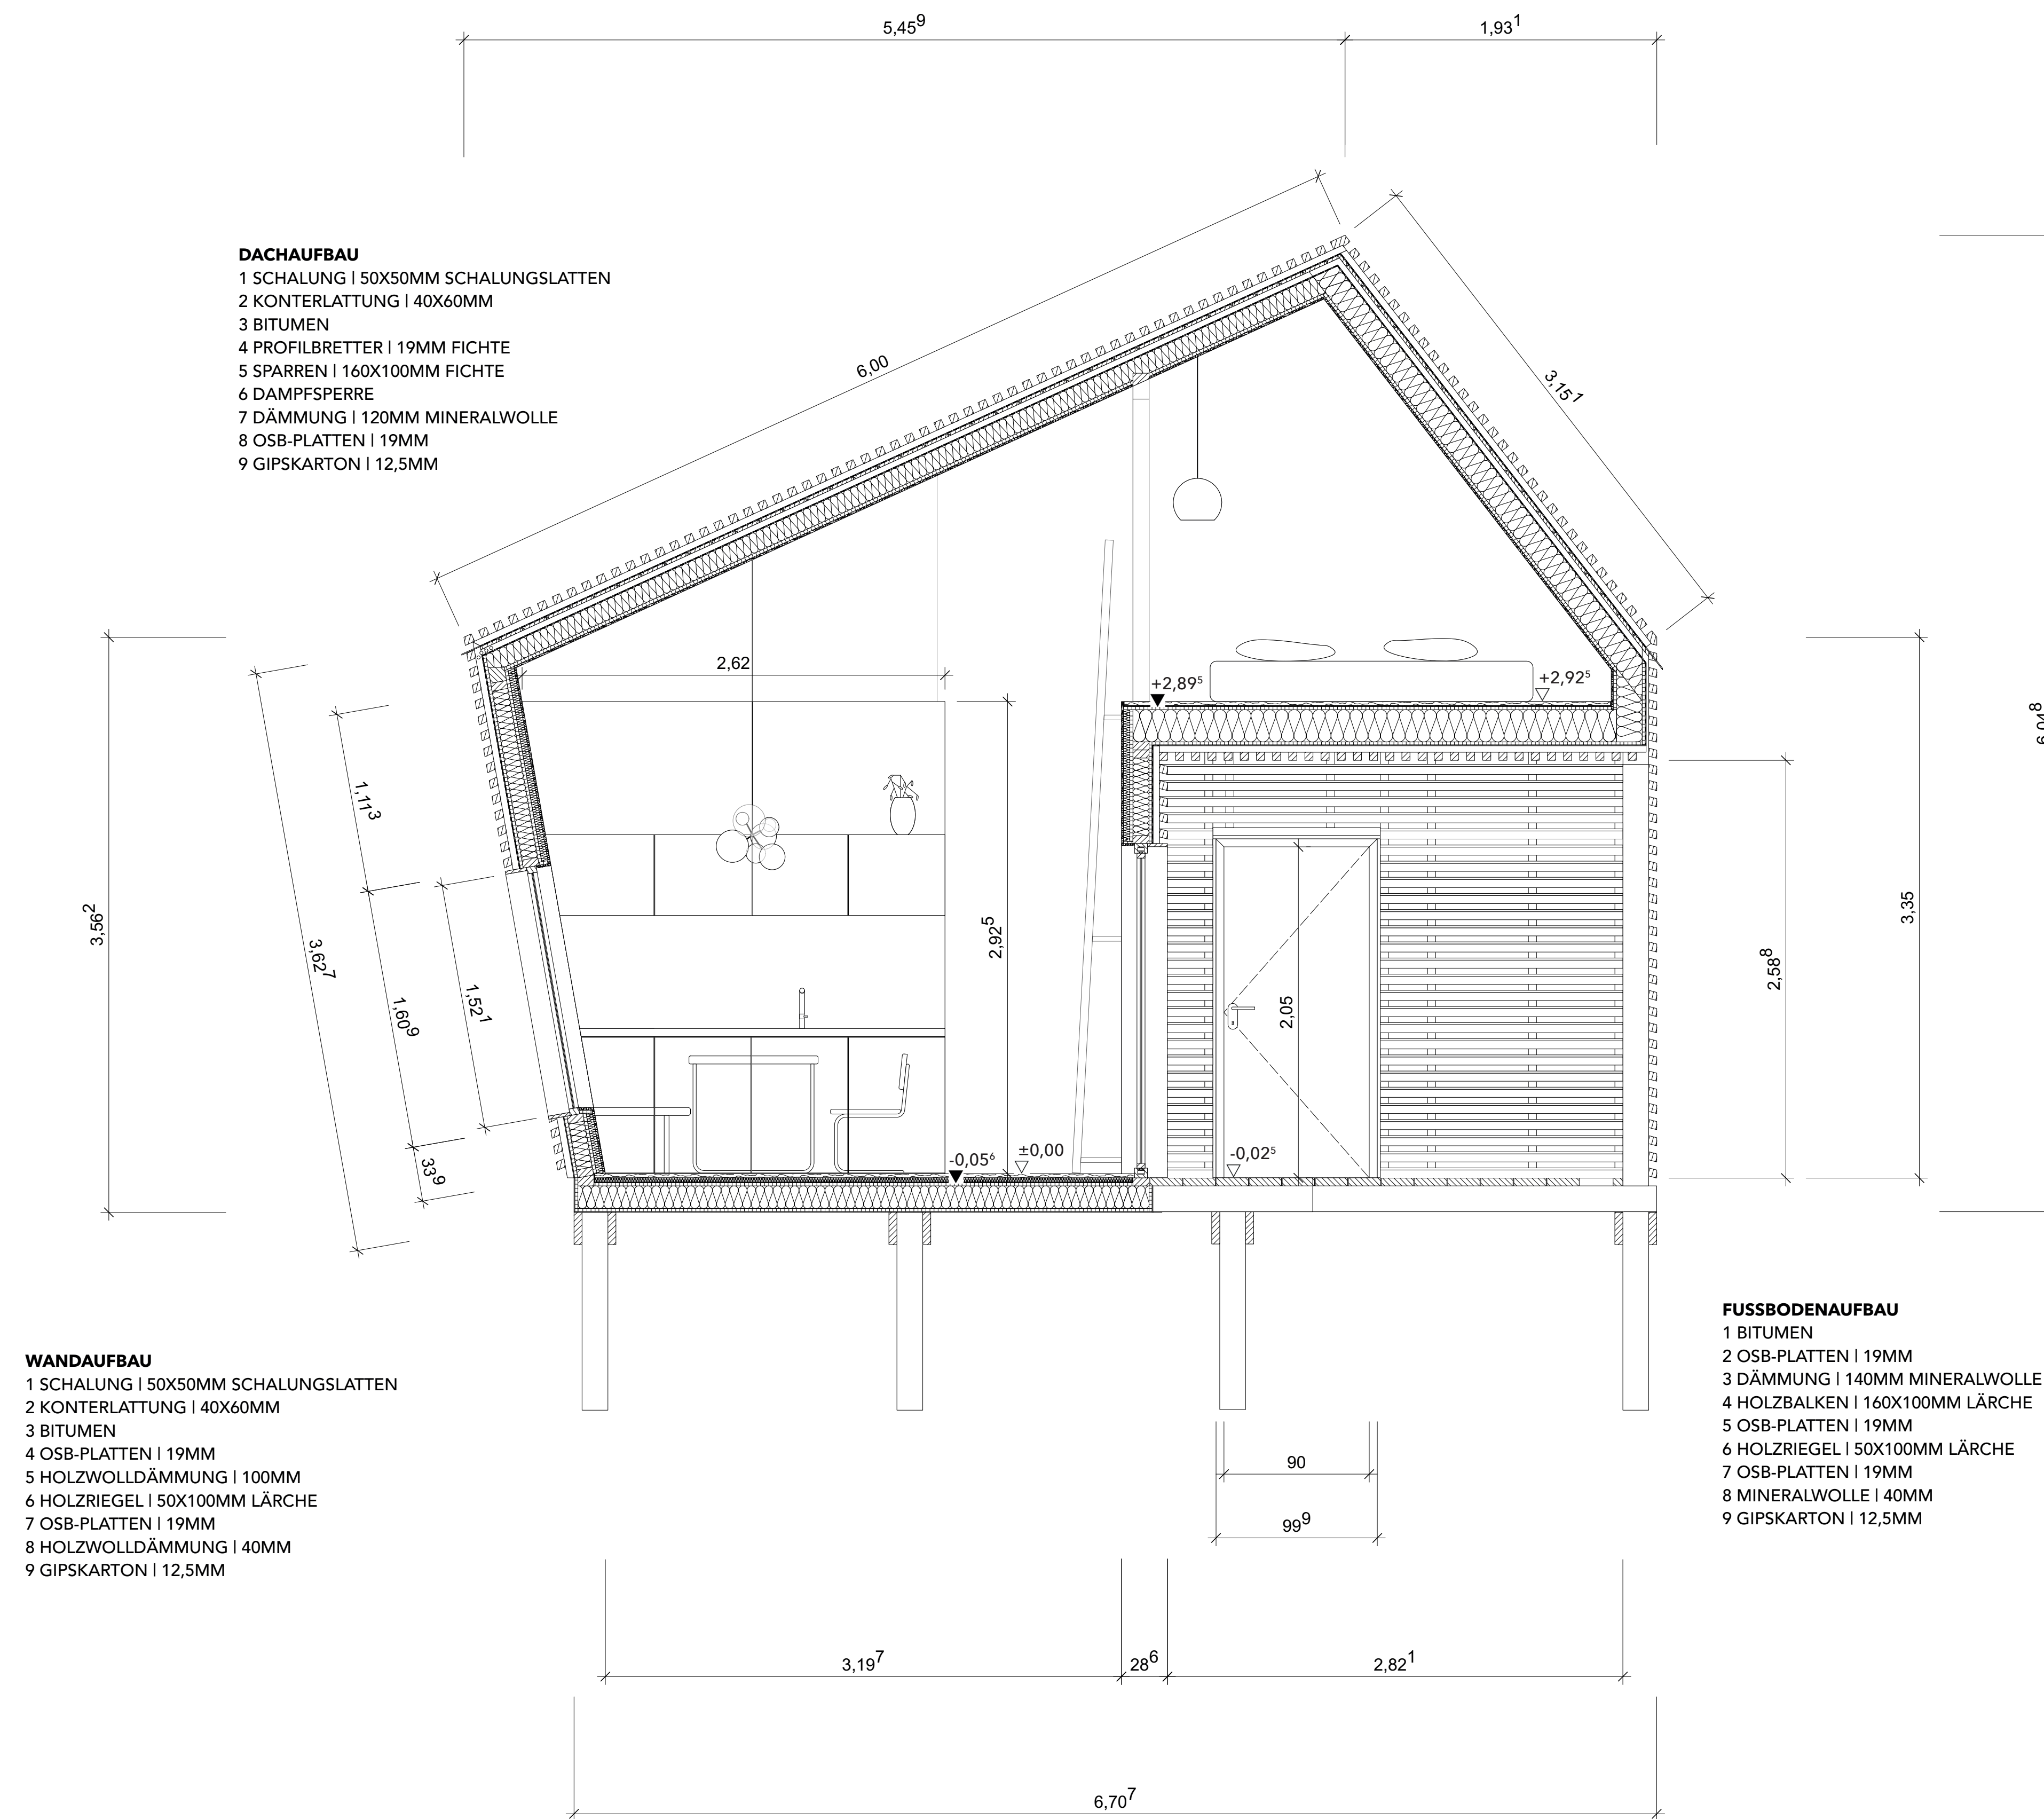 5,45⁹
1,93¹
DACHAUFBAU
1 SCHALUNG | 50X50MM SCHALUNGSLATTEN
2 KONTERLATTUNG | 40X60MM
3 BITUMEN
4 PROFILBRETTER | 19MM FICHTE
5 SPARREN | 160X100MM FICHTE
6 DAMPFSPERRE
7 DÄMMUNG | 120MM MINERALWOLLE
8 OSB-PLATTEN | 19MM
9 GIPSKARTON | 12,5MM
6,00
3,15¹
2,62
+2,89⁵
+2,92⁵
6,04⁸
1,11³
3,56²
3,62⁷
1,60⁹
1,52¹
33⁹
2,92⁵
2,05
2,58⁸
3,35
-0,05⁶
±0,00
-0,02⁵
FUSSBODENAUFBAU
1 BITUMEN
2 OSB-PLATTEN | 19MM
3 DÄMMUNG | 140MM MINERALWOLLE
4 HOLZBALKEN | 160X100MM LÄRCHE
5 OSB-PLATTEN | 19MM
6 HOLZRIEGEL | 50X100MM LÄRCHE
7 OSB-PLATTEN | 19MM
8 MINERALWOLLE | 40MM
9 GIPSKARTON | 12,5MM
WANDAUFBAU
1 SCHALUNG | 50X50MM SCHALUNGSLATTEN
2 KONTERLATTUNG | 40X60MM
3 BITUMEN
4 OSB-PLATTEN | 19MM
5 HOLZWOLLDÄMMUNG | 100MM
6 HOLZRIEGEL | 50X100MM LÄRCHE
7 OSB-PLATTEN | 19MM
8 HOLZWOLLDÄMMUNG | 40MM
9 GIPSKARTON | 12,5MM
90
99⁹
3,19⁷
28⁶
2,82¹
6,70⁷